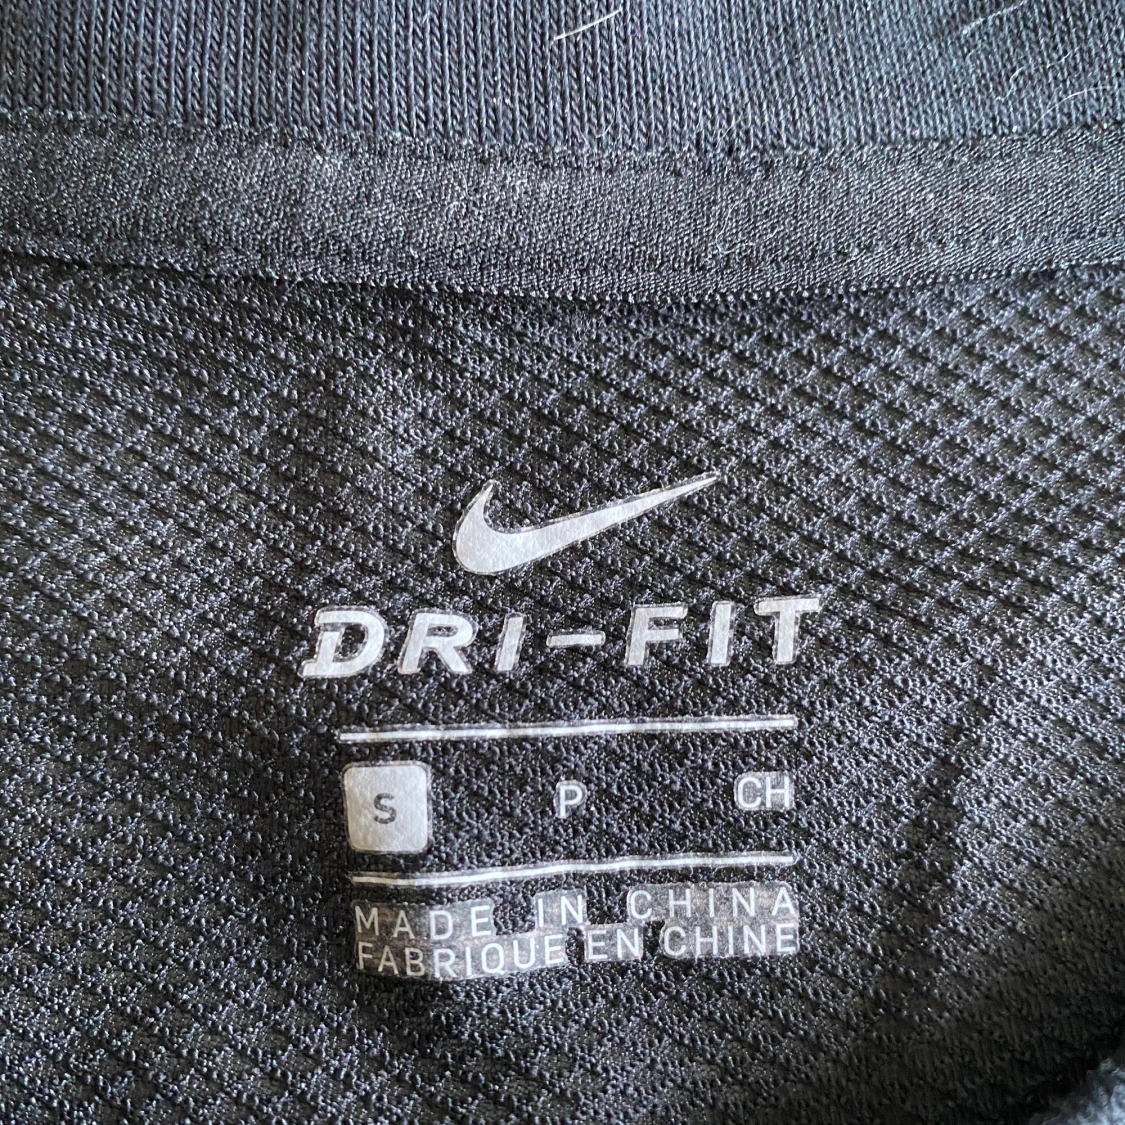 DRI-FIT
S P CH
MADE IN CHINA
FABRIQUE EN CHINE